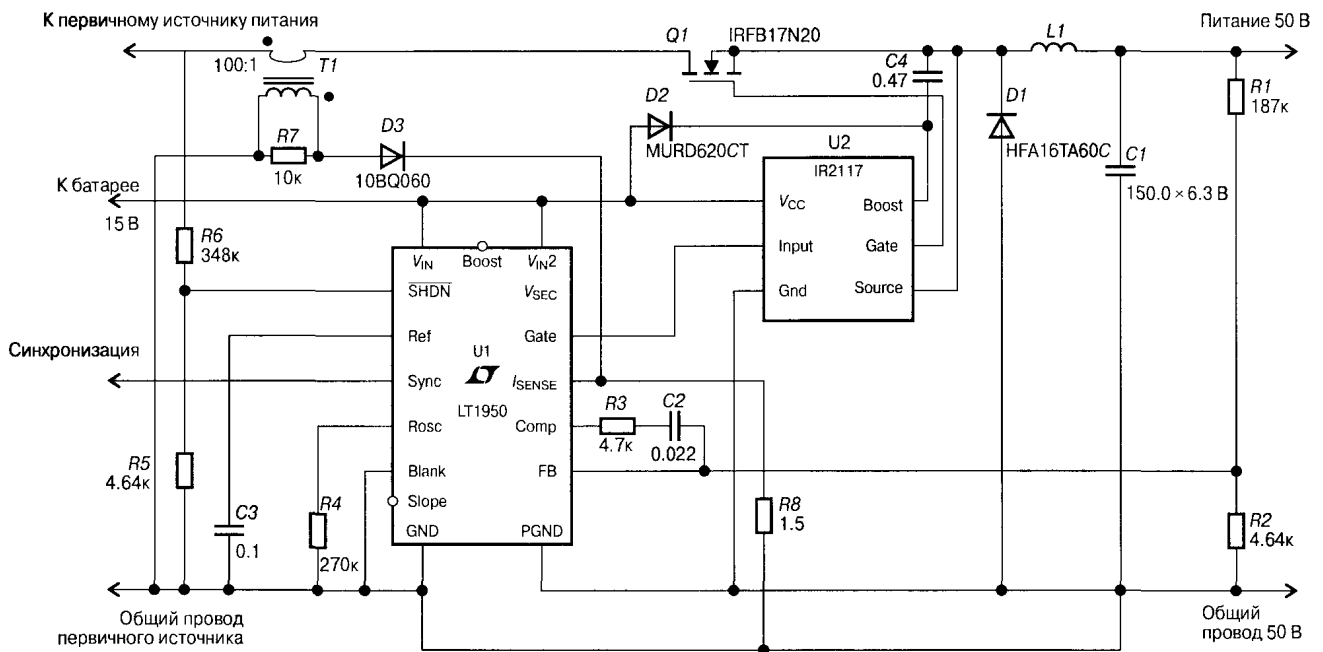 К первичному источнику питания
Q1
IRFB17N20
L1
Питание 50 В
100:1
T1
C4
0.47
R1
187к
D1
HFA16TA60C
D2
MURD620CT
R7
10к
D3
10BQ060
U2
IR2117
VCC
Boost
Input
Gate
Gnd
Source
C1
150.0 × 6.3 В
К батарее
15 В
R6
348к
VIN
Boost
VIN2
SHDN
VSEC
Ref
Gate
U1
Синхронизация
Sync
ISENSE
LT1950
Rosc
Comp
R3
4.7к
C2
0.022
Blank
FB
Slope
GND
PGND
R5
4.64к
C3
0.1
R4
270к
R8
1.5
R2
4.64к
Общий провод
первичного источника
Общий
провод 50 В